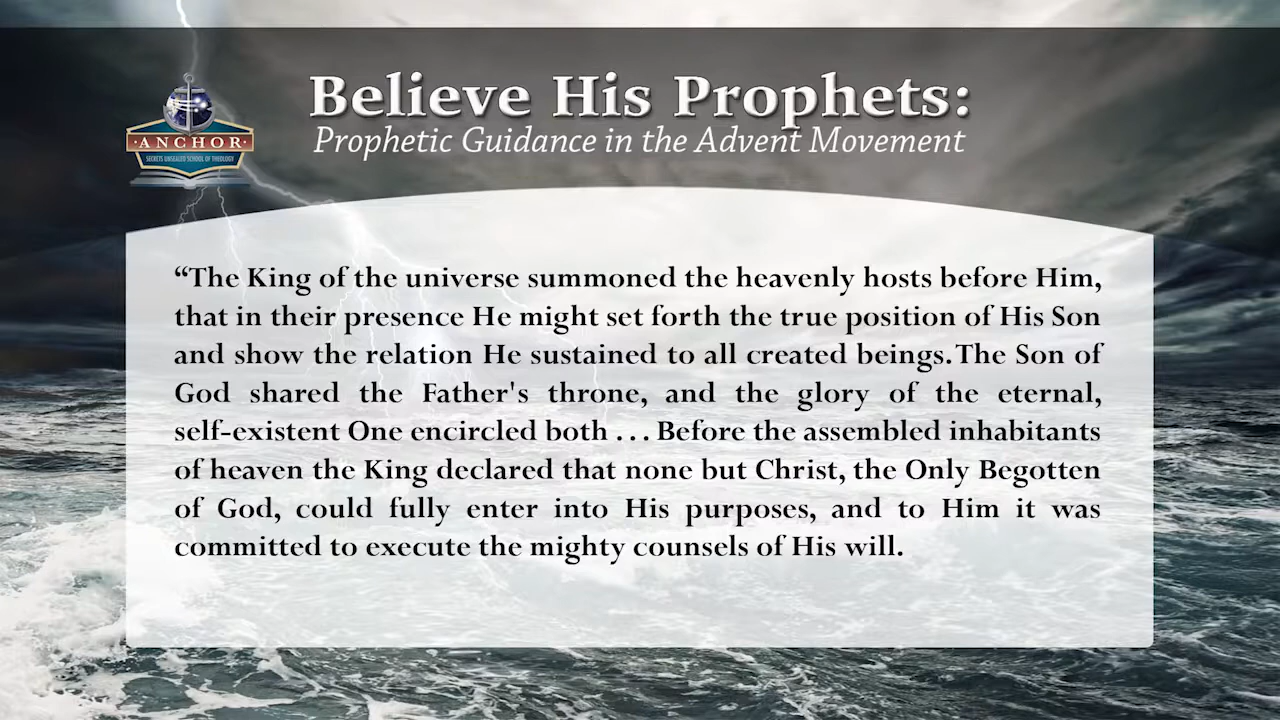 Believe His Prophets:
Prophetic Guidance in the Advent Movement
·ANCHOR·
SECRETS UNSEALED SCHOOL OF THEOLOGY
“The King of the universe summoned the heavenly hosts before Him,
that in their presence He might set forth the true position of His Son
and show the relation He sustained to all created beings. The Son of
God shared the Father's throne, and the glory of the eternal,
self-existent One encircled both . . . Before the assembled inhabitants
of heaven the King declared that none but Christ, the Only Begotten
of God, could fully enter into His purposes, and to Him it was
committed to execute the mighty counsels of His will.